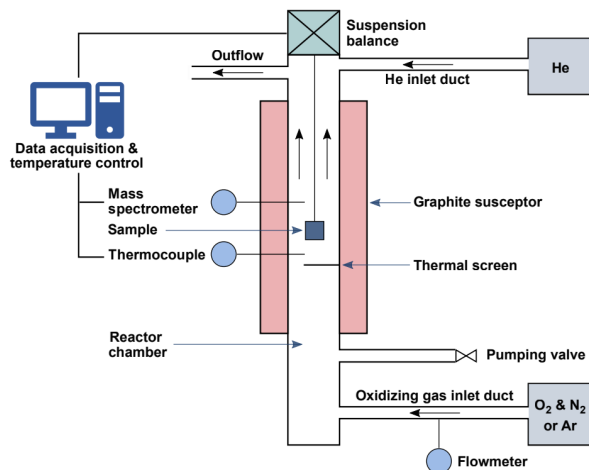 Suspension
balance
Outflow
He inlet duct
He
Data acquisition &
temperature control
Mass
spectrometer
Graphite susceptor
Sample
Thermocouple
Thermal screen
Reactor
chamber
Pumping valve
Oxidizing gas inlet duct
O₂ & N₂
or Ar
Flowmeter